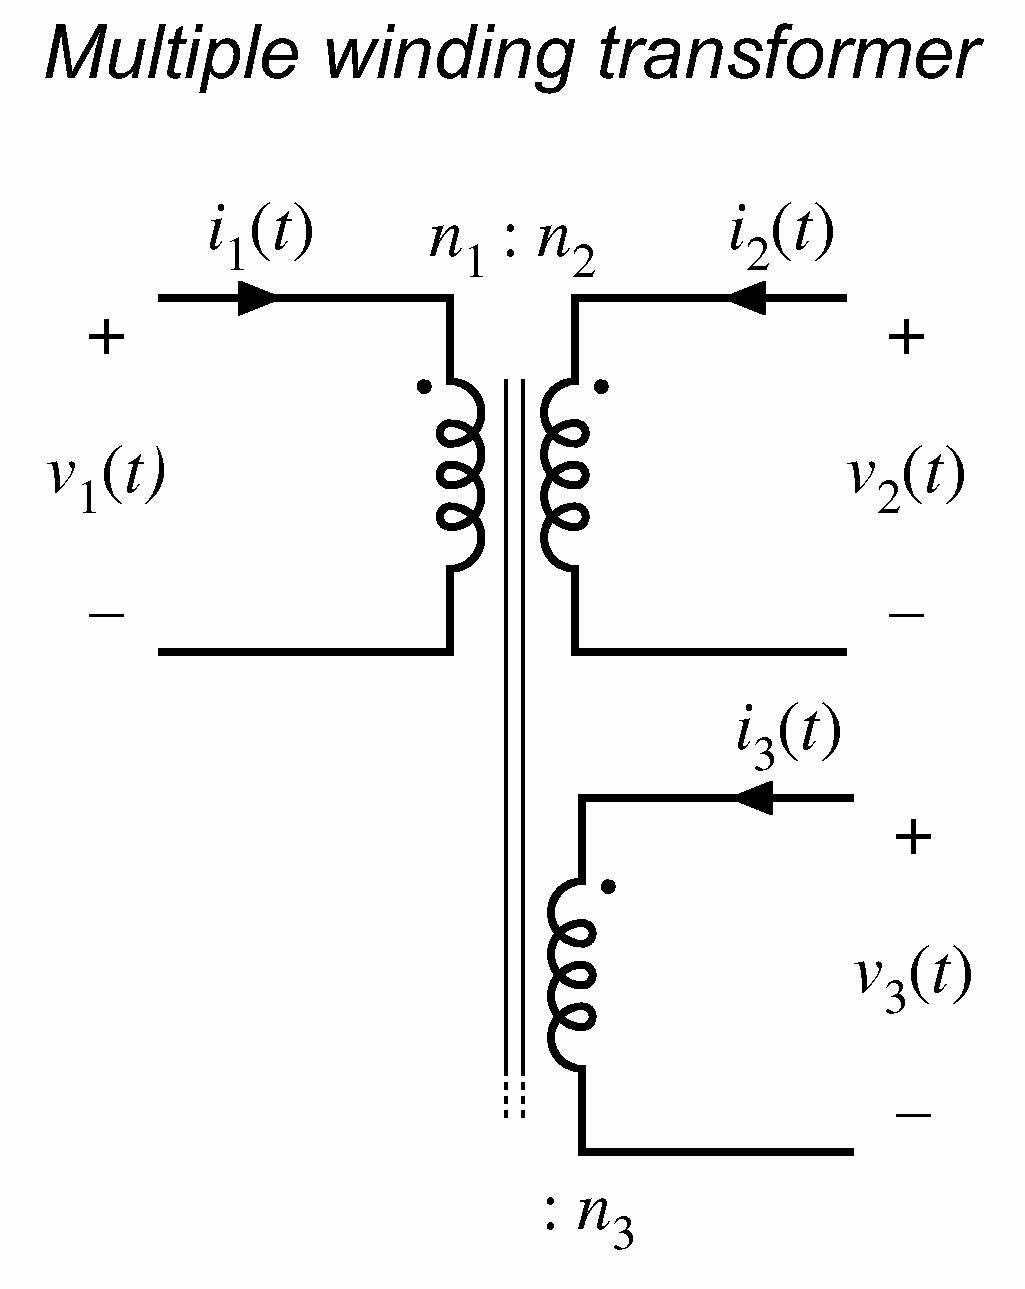 Multiple winding transformer
i1(t) n1 : n2 i2(t)
+ +
v1(t) v2(t)
– –
i3(t)
+
v3(t)
–
: n3